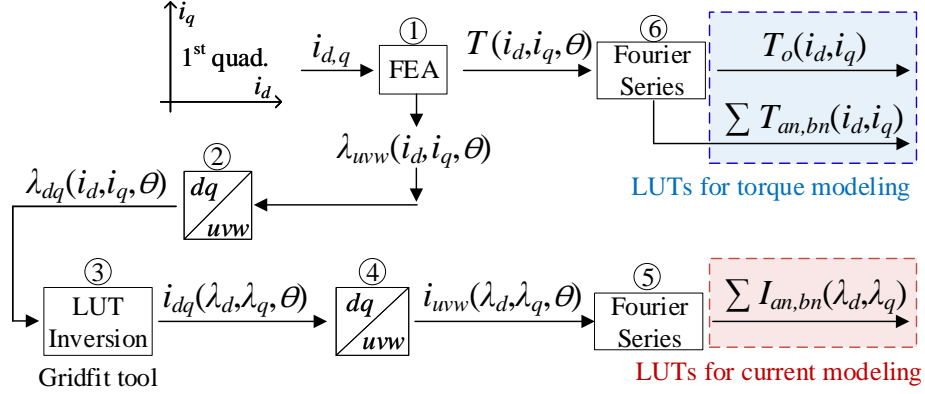 i_q
1st quad.
i_d
i_{d,q}
①
FEA
T(i_d,i_q,θ)
⑥
Fourier
Series
T_o(i_d,i_q)
∑ T_{an,bn}(i_d,i_q)
LUTs for torque modeling
λ_{uvw}(i_d,i_q,θ)
②
dq
uvw
λ_{dq}(i_d,i_q,θ)
③
LUT
Inversion
Gridfit tool
i_{dq}(λ_d,λ_q,θ)
④
dq
uvw
i_{uvw}(λ_d,λ_q,θ)
⑤
Fourier
Series
∑ I_{an,bn}(λ_d,λ_q)
LUTs for current modeling